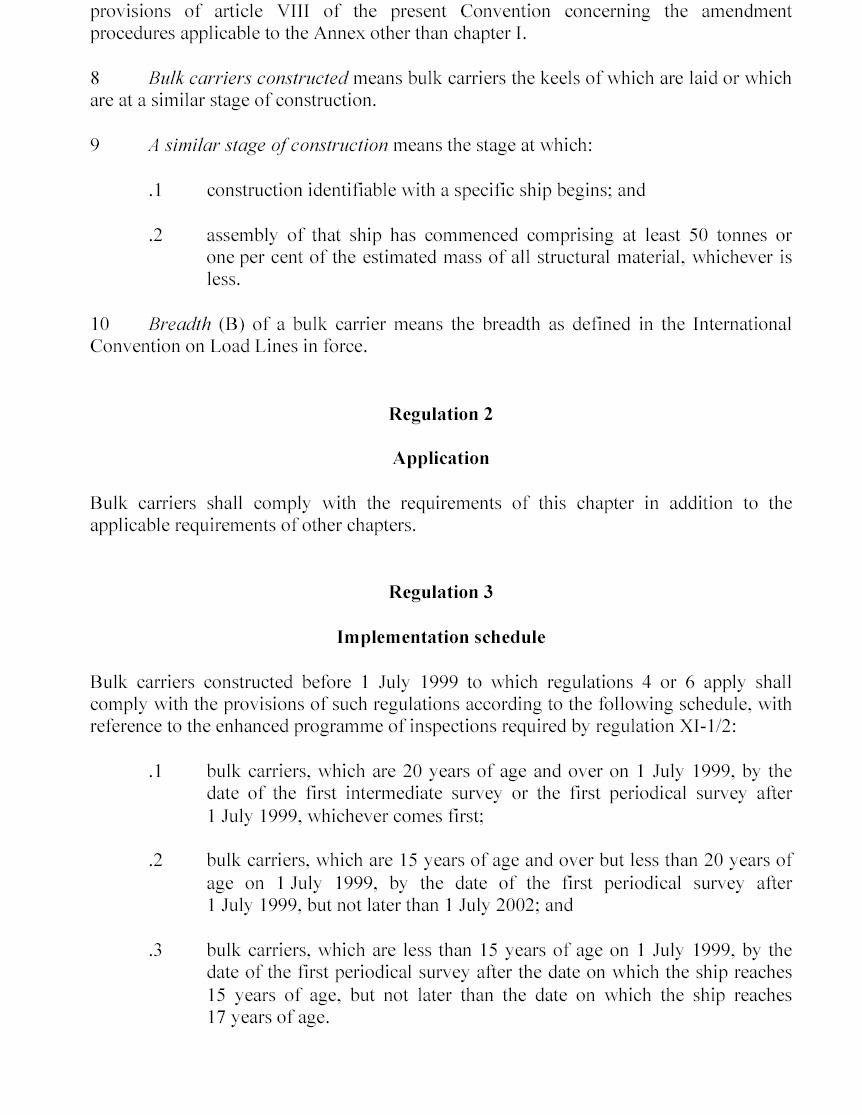 provisions of article VIII of the present Convention concerning the amendment
procedures applicable to the Annex other than chapter I.
8 Bulk carriers constructed means bulk carriers the keels of which are laid or which
are at a similar stage of construction.
9 A similar stage of construction means the stage at which:
.1 construction identifiable with a specific ship begins; and
.2 assembly of that ship has commenced comprising at least 50 tonnes or
one per cent of the estimated mass of all structural material, whichever is
less.
10 Breadth (B) of a bulk carrier means the breadth as defined in the International
Convention on Load Lines in force.
Regulation 2
Application
Bulk carriers shall comply with the requirements of this chapter in addition to the
applicable requirements of other chapters.
Regulation 3
Implementation schedule
Bulk carriers constructed before 1 July 1999 to which regulations 4 or 6 apply shall
comply with the provisions of such regulations according to the following schedule, with
reference to the enhanced programme of inspections required by regulation XI-1/2:
.1 bulk carriers, which are 20 years of age and over on 1 July 1999, by the
date of the first intermediate survey or the first periodical survey after
1 July 1999, whichever comes first;
.2 bulk carriers, which are 15 years of age and over but less than 20 years of
age on 1 July 1999, by the date of the first periodical survey after
1 July 1999, but not later than 1 July 2002; and
.3 bulk carriers, which are less than 15 years of age on 1 July 1999, by the
date of the first periodical survey after the date on which the ship reaches
15 years of age, but not later than the date on which the ship reaches
17 years of age.